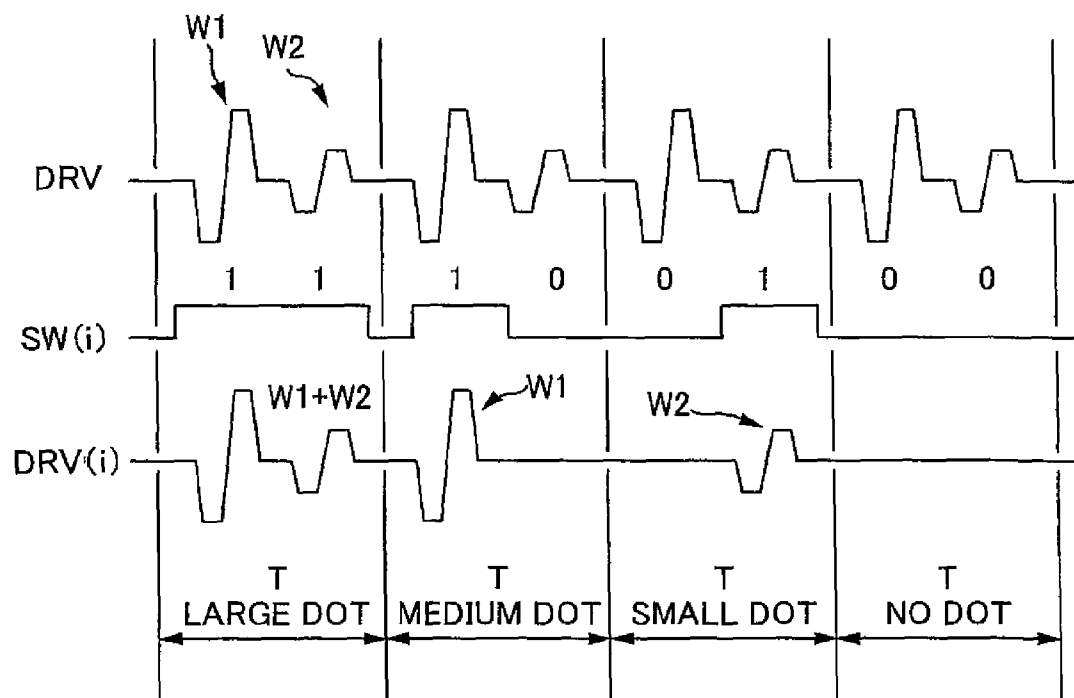 W1
W2
DRV
1 1 1 0 0 1 0 0
SW(i)
W1+W2
W1
W2
DRV(i)
T T T T
LARGE DOT MEDIUM DOT SMALL DOT NO DOT